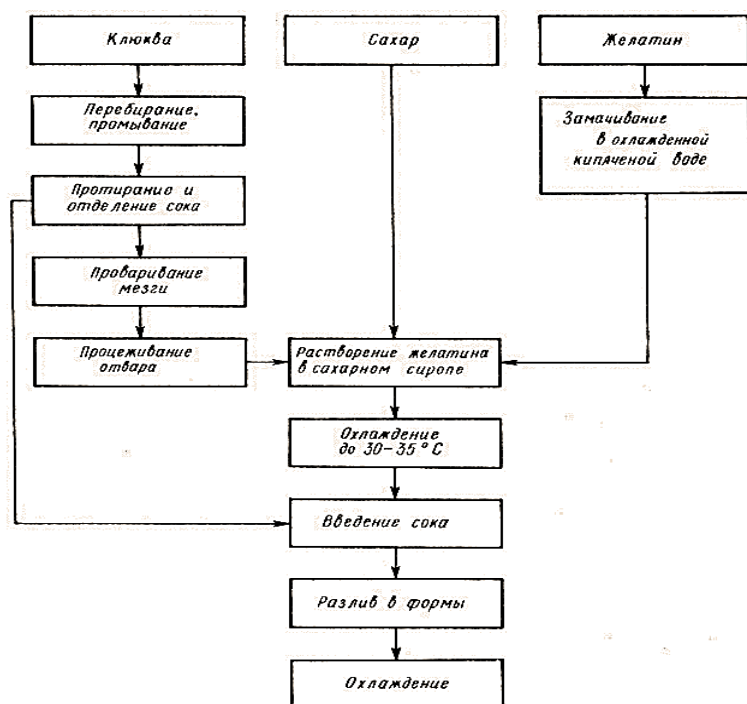 Клюква
Сахар
Желатин
Перебирание,
промывание
Замачивание
в охлажденной
кипяченой воде
Протирание и
отделение сока
Проваривание
мезги
Процеживание
отвара
Растворение желатина
в сахарном сиропе
Охлаждение
до 30–35°С
Введение сока
Разлив в формы
Охлаждение